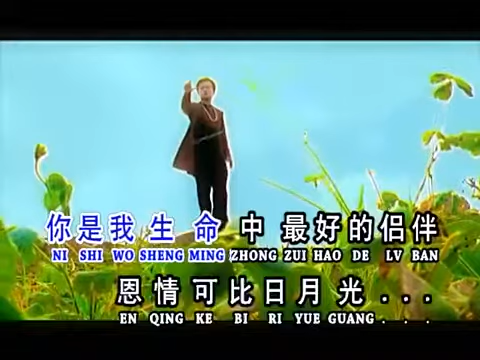 你是我生命中最好的侣伴
NI SHI WO SHENG MING ZHONG ZUI HAO DE LV BAN
恩情可比日月光...
EN QING KE BI RI YUE GUANG . . .